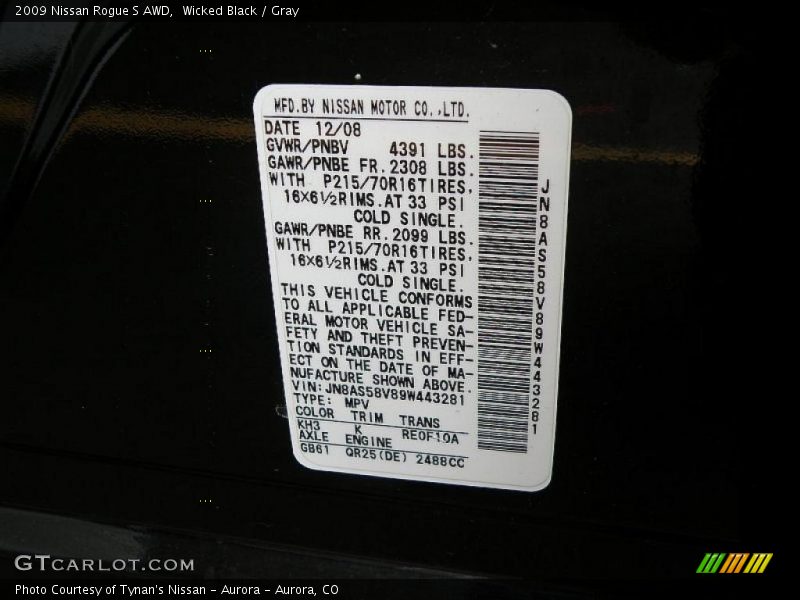 2009 Nissan Rogue S AWD,  Wicked Black / Gray
MFD.BY NISSAN MOTOR CO.,LTD.
DATE 12/08
GVWR/PNBV 4391 LBS.
GAWR/PNBE FR. 2308 LBS.
WITH P215/70R16TIRES,
16X6½RIMS.AT 33 PSI
COLD SINGLE.
GAWR/PNBE RR. 2099 LBS.
WITH P215/70R16TIRES,
16X6½RIMS.AT 33 PSI
COLD SINGLE.
THIS VEHICLE CONFORMS
TO ALL APPLICABLE FED-
ERAL MOTOR VEHICLE SA-
FETY AND THEFT PREVEN-
TION STANDARDS IN EFF-
ECT ON THE DATE OF MA-
NUFACTURE SHOWN ABOVE.
VIN:JN8AS58V89W443281
TYPE: MPV
COLOR TRIM TRANS
KH3 K RE0F10A
AXLE ENGINE
GB61 QR25(DE) 2488CC
JN8AS58V89W443281
GTCARLOT.COM
Photo Courtesy of Tynan's Nissan - Aurora - Aurora, CO